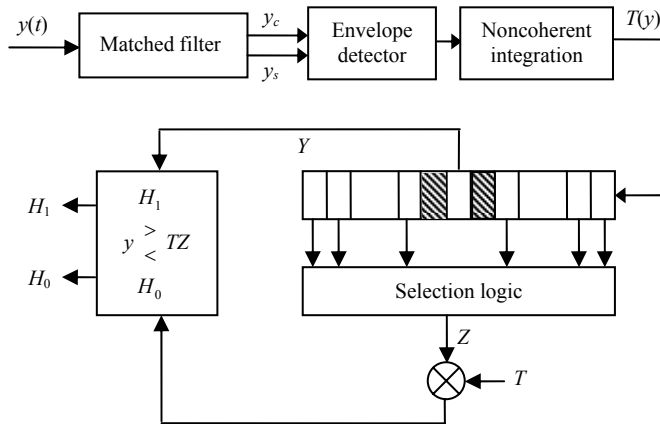 y(t)
Matched filter
y_c
y_s
Envelope
detector
Noncoherent
integration
T(y)
Y
H_1
H_0
H_1
y > < TZ
H_0
Selection logic
Z
T